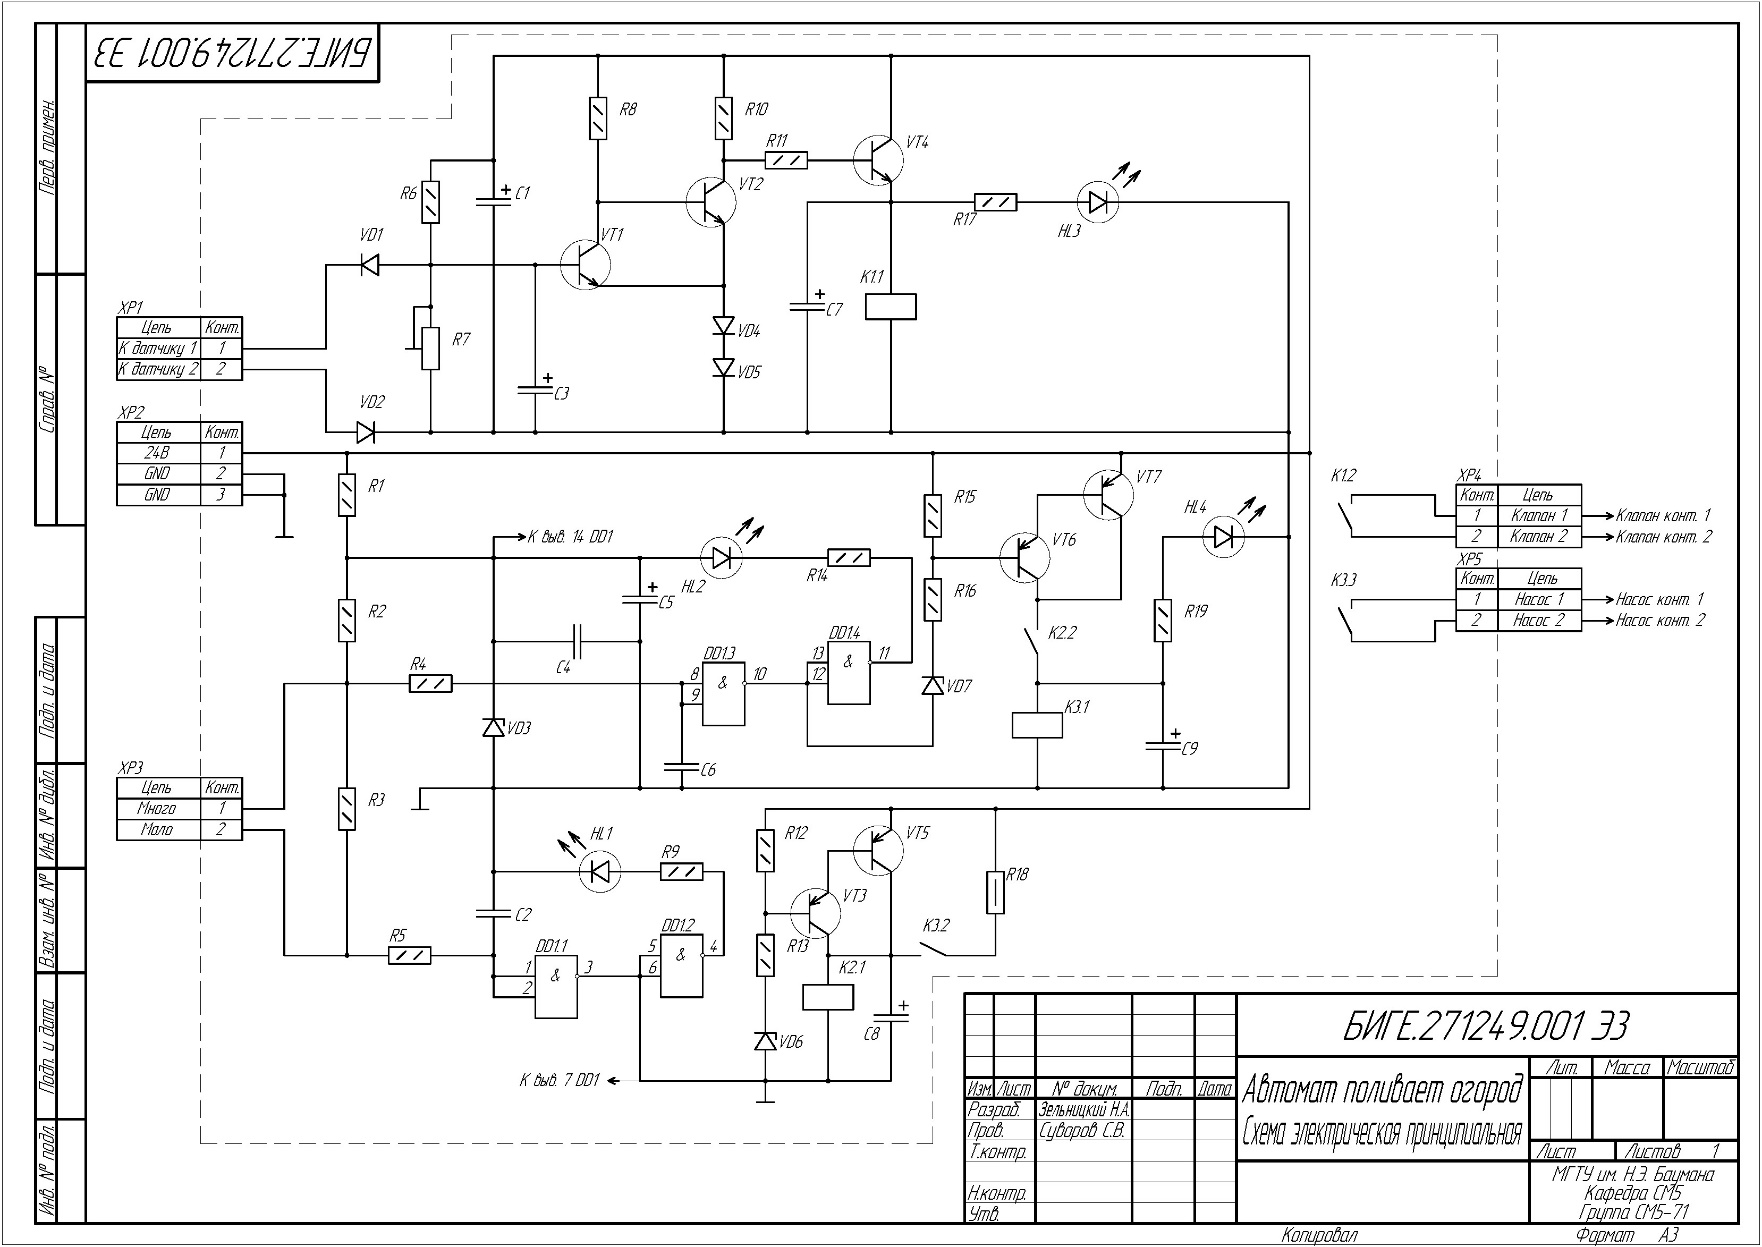 БИГЕ.271249.001 ЭЗ
Перв. примен.
Справ. №
Подп. и дата
Инв. № дубл.
Взам. инв. №
Подп. и дата
Инв. № подл.
R8
R10
R11
VT4
R6
C1
VT2
VD1
VT1
R17
HL3
K1.1
C7
R7
VD4
VD5
C3
VD2
XP1
Цепь Конт.
К датчику 1 1
К датчику 2 2
XP2
Цепь Конт.
24В 1
GND 2
GND 3
R1
R15
VT7
HL4
К выв. 14 DD1
HL2
R14
VT6
C5
R16
R2
C4
K2.2
R19
R4
DD1.3
8
9
&
10
DD1.4
13
12
&
11
VD7
K3.1
VD3
C6
C9
K1.2
XP4
Конт. Цепь
1 Клапан 1 Клапан конт. 1
2 Клапан 2 Клапан конт. 2
K3.3
XP5
Конт. Цепь
1 Насос 1 Насос конт. 1
2 Насос 2 Насос конт. 2
XP3
Цепь Конт.
Много 1
Мало 2
R3
HL1
R9
R12
VT5
R18
VT3
C2
R5
DD1.1
1
2
&
3
DD1.2
5
6
&
4
R13
K3.2
K2.1
C8
VD6
К выв. 7 DD1
БИГЕ.271249.001 ЭЗ
Изм. Лист № докум. Подп. Дата
Разраб. Зельницкий Н.А.
Пров. Суворов С.В.
Т.контр.
Н.контр.
Утв.
Автомат поливает огород
Схема электрическая принципиальная
Лит. Масса Масштаб
Лист Листов 1
МГТУ им. Н.Э. Баумана
Кафедра СМ5
Группа СМ5-71
Копировал Формат А3